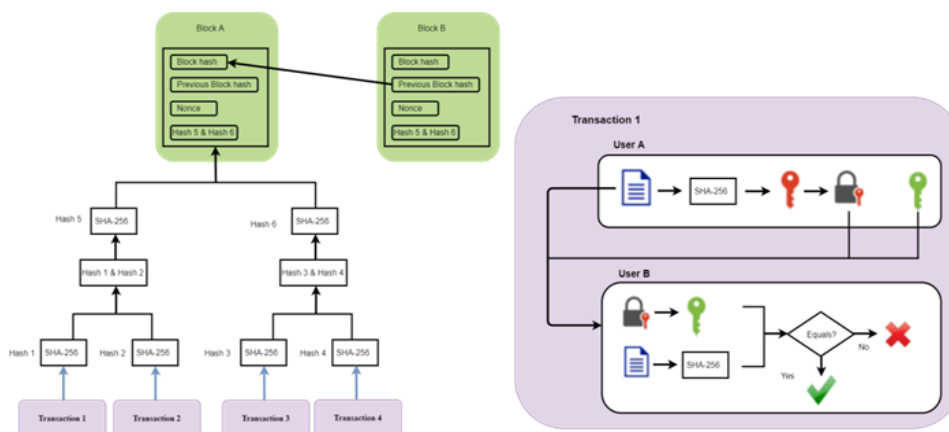 Block A
Block hash
Previous Block hash
Nonce
Hash 5 & Hash 6
Block B
Block hash
Previous Block hash
Nonce
Hash 5 & Hash 6
Hash 5
SHA-256
Hash 6
SHA-256
Hash 1 & Hash 2
Hash 3 & Hash 4
Hash 1
SHA-256
Hash 2
SHA-256
Hash 3
SHA-256
Hash 4
SHA-256
Transaction 1
Transaction 2
Transaction 3
Transaction 4
Transaction 1
User A
SHA-256
User B
SHA-256
Equals?
No
Yes